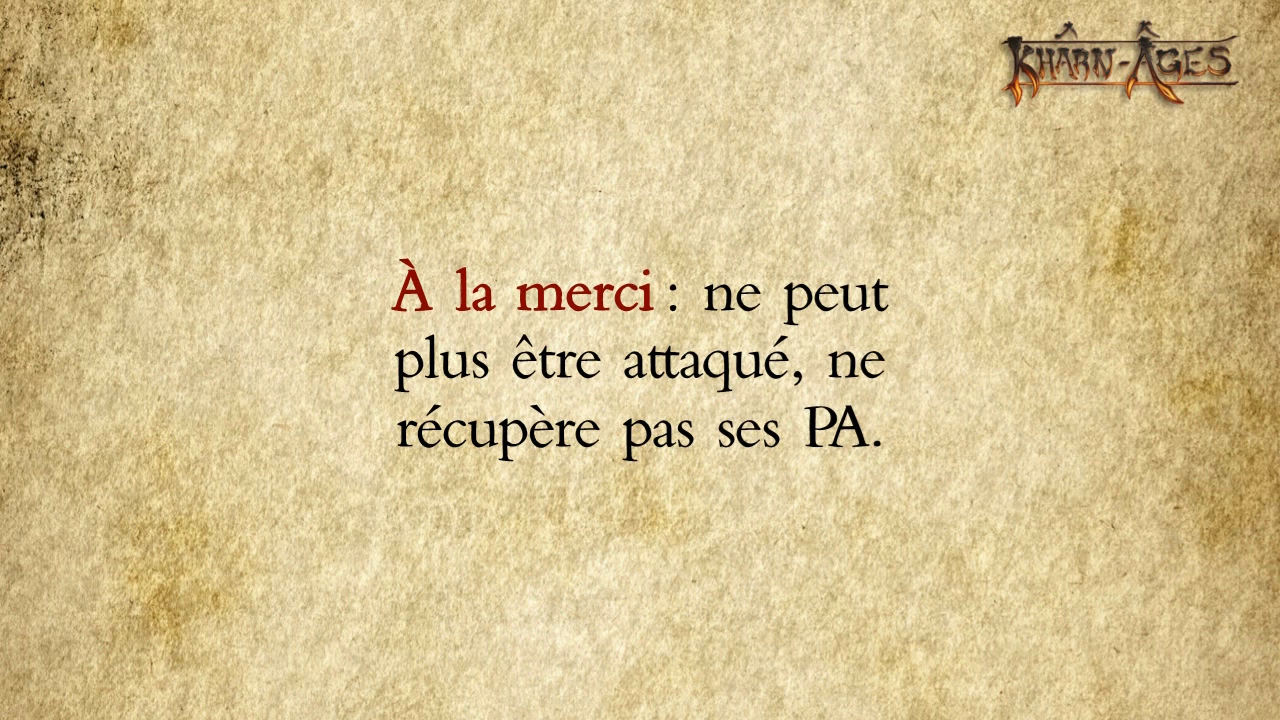 KHÂRN-ÂGES
À la merci : ne peut
plus être attaqué, ne
récupère pas ses PA.